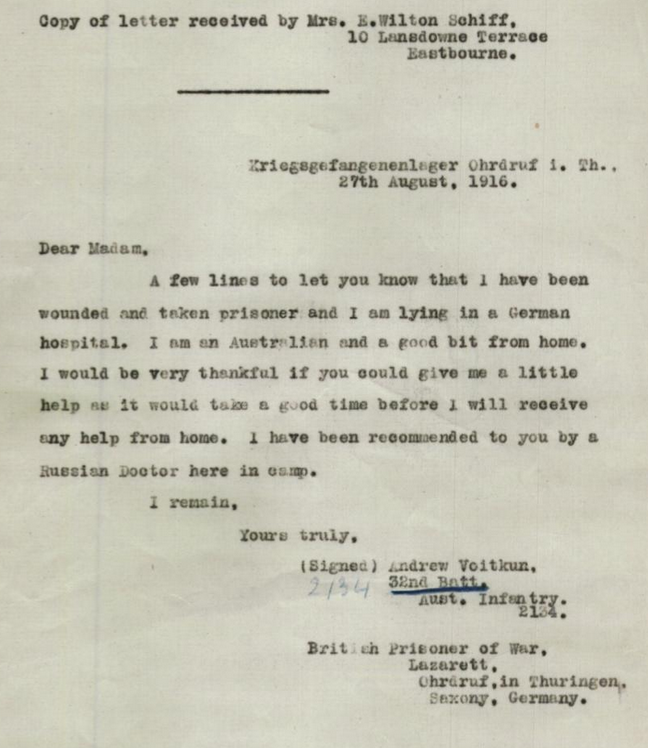 Copy of letter received by Mrs. E.Wilton Schiff,
10 Lansdowne Terrace
Eastbourne.
Kriegsgefangenenlager Ohrdruf i. Th.,
27th August, 1916.
Dear Madam,
A few lines to let you know that I have been
wounded and taken prisoner and I am lying in a German
hospital. I am an Australian and a good bit from home.
I would be very thankful if you could give me a little
help as it would take a good time before I will receive
any help from home. I have been recommended to you by a
Russian Doctor here in camp.
I remain,
Yours truly,
(Signed) Andrew Voitkun,
2134 32nd Batt.
Aust. Infantry.
2134.
British Prisoner of War,
Lazarett,
Ohrdruf,in Thuringen,
Saxony, Germany.